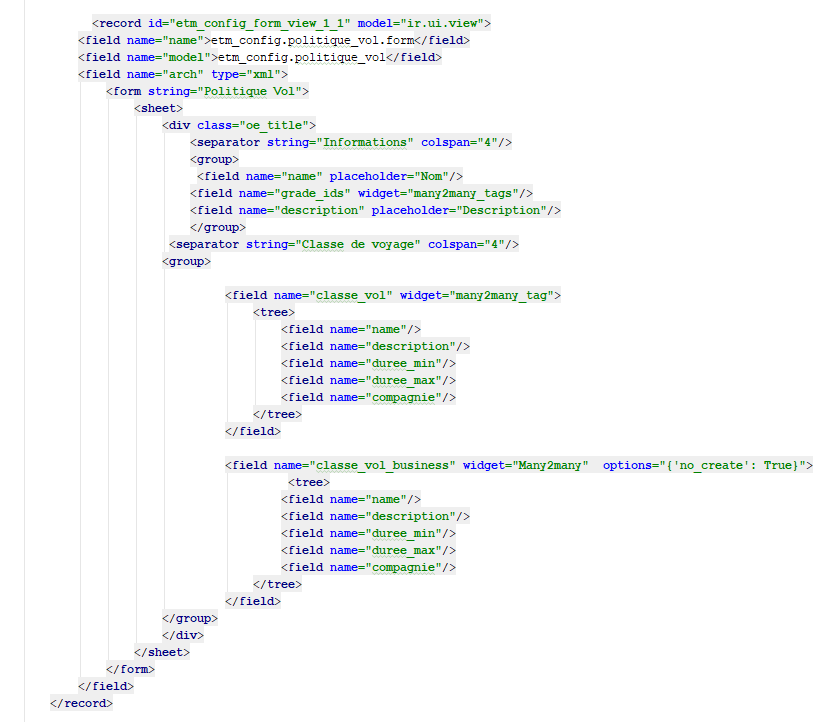 <record id="etm_config_form_view_1_1" model="ir.ui.view">
<field name="name">etm_config.politique_vol.form</field>
<field name="model">etm_config.politique_vol</field>
<field name="arch" type="xml">
<form string="Politique Vol">
<sheet>
<div class="oe_title">
<separator string="Informations" colspan="4"/>
<group>
<field name="name" placeholder="Nom"/>
<field name="grade_ids" widget="many2many_tags"/>
<field name="description" placeholder="Description"/>
</group>
<separator string="Classe de voyage" colspan="4"/>
<group>
<field name="classe_vol" widget="many2many_tag">
<tree>
<field name="name"/>
<field name="description"/>
<field name="duree_min"/>
<field name="duree_max"/>
<field name="compagnie"/>
</tree>
</field>
<field name="classe_vol_business" widget="Many2many"  options="{'no_create': True}">
<tree>
<field name="name"/>
<field name="description"/>
<field name="duree_min"/>
<field name="duree_max"/>
<field name="compagnie"/>
</tree>
</field>
</group>
</div>
</sheet>
</form>
</field>
</record>